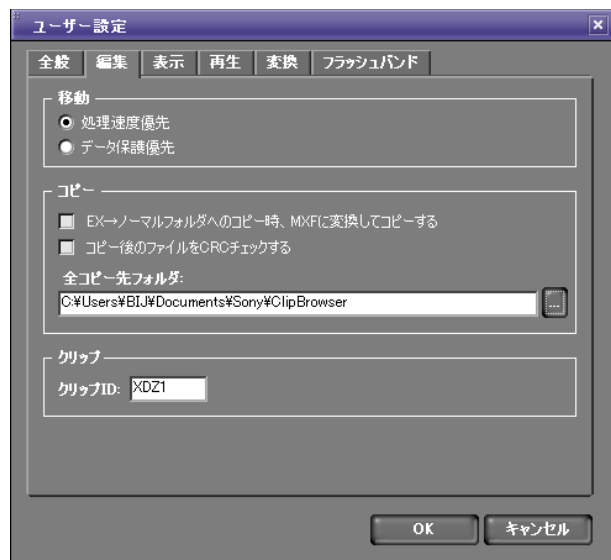 ユーザー設定
全般 編集 表示 再生 変換 フラッシュバンド
移動
処理速度優先
データ保護優先
コピー
EX→ノーマルフォルダへのコピー時、MXFに変換してコピーする
コピー後のファイルをCRCチェックする
全コピー先フォルダ:
C:¥Users¥BIJ¥Documents¥Sony¥ClipBrowser
...
クリップ
クリップID: XDZ1
OK キャンセル